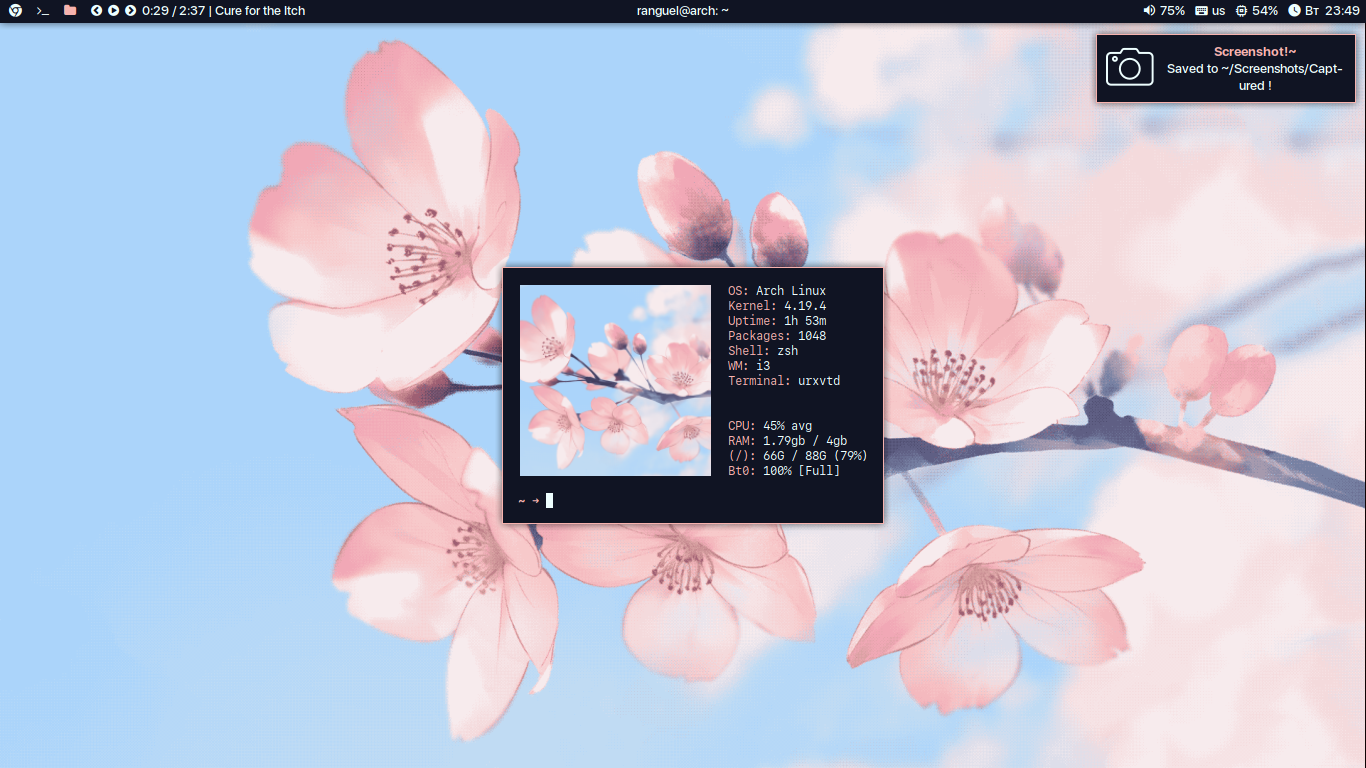 0:29 / 2:37 | Cure for the Itch
ranguel@arch: ~
75% us 54% Вт 23:49
Screenshot!~
Saved to ~/Screenshots/Capt-
ured !
OS: Arch Linux
Kernel: 4.19.4
Uptime: 1h 53m
Packages: 1048
Shell: zsh
WM: i3
Terminal: urxvtd
CPU: 45% avg
RAM: 1.79gb / 4gb
(/): 66G / 88G (79%)
Bt0: 100% [Full]
~ →